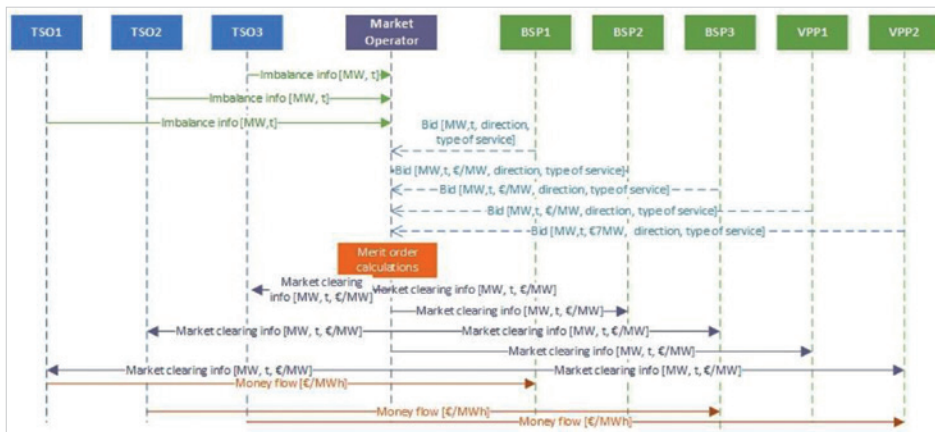 TSO1
TSO2
TSO3
Market
Operator
BSP1
BSP2
BSP3
VPP1
VPP2
Imbalance info [MW, t]
Imbalance info [MW, t]
Imbalance info [MW,t]
Bid [MW,t, direction,
type of service]
Bid [MW,t, €/MW, direction, type of service]
Bid [MW,t, €/MW, direction, type of service]
Bid [MW,t, €/MW, direction, type of service]
Bid [MW,t, €7MW, direction, type of service]
Merit order
calculations
Market clearing
info [MW, t, €/MW]
Market clearing info [MW, t, €/MW]
Market clearing info [MW, t, €/MW]
Market clearing info [MW, t, €/MW]
Market clearing info [MW, t, €/MW]
Market clearing info [MW, t, €/MW]
Market clearing info [MW, t, €/MW]
Market clearing info [MW, t, €/MW]
Money flow [€/MWh]
Money flow [€/MWh]
Money flow [€/MWh]